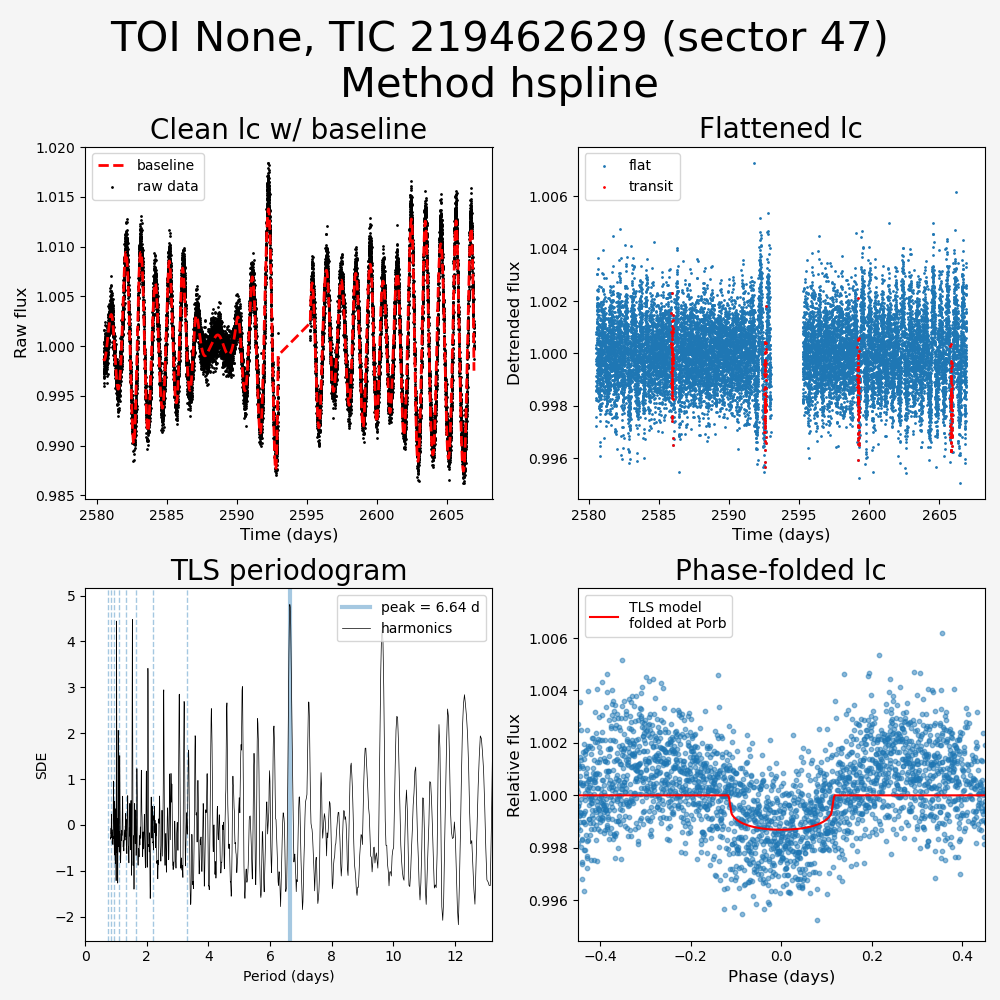 TOI None, TIC 219462629 (sector 47)
Method hspline
Clean lc w/ baseline
Flattened lc
baseline
raw data
flat
transit
1.020
1.015
1.010
1.005
1.000
0.995
0.990
0.985
Raw flux
2580 2585 2590 2595 2600 2605
Time (days)
1.006
1.004
1.002
1.000
0.998
0.996
Detrended flux
2580 2585 2590 2595 2600 2605
Time (days)
TLS periodogram
Phase-folded lc
peak = 6.64 d
harmonics
TLS model
folded at Porb
5
4
3
2
1
0
−1
−2
SDE
0 2 4 6 8 10 12
Period (days)
1.006
1.004
1.002
1.000
0.998
0.996
Relative flux
−0.4 −0.2 0.0 0.2 0.4
Phase (days)